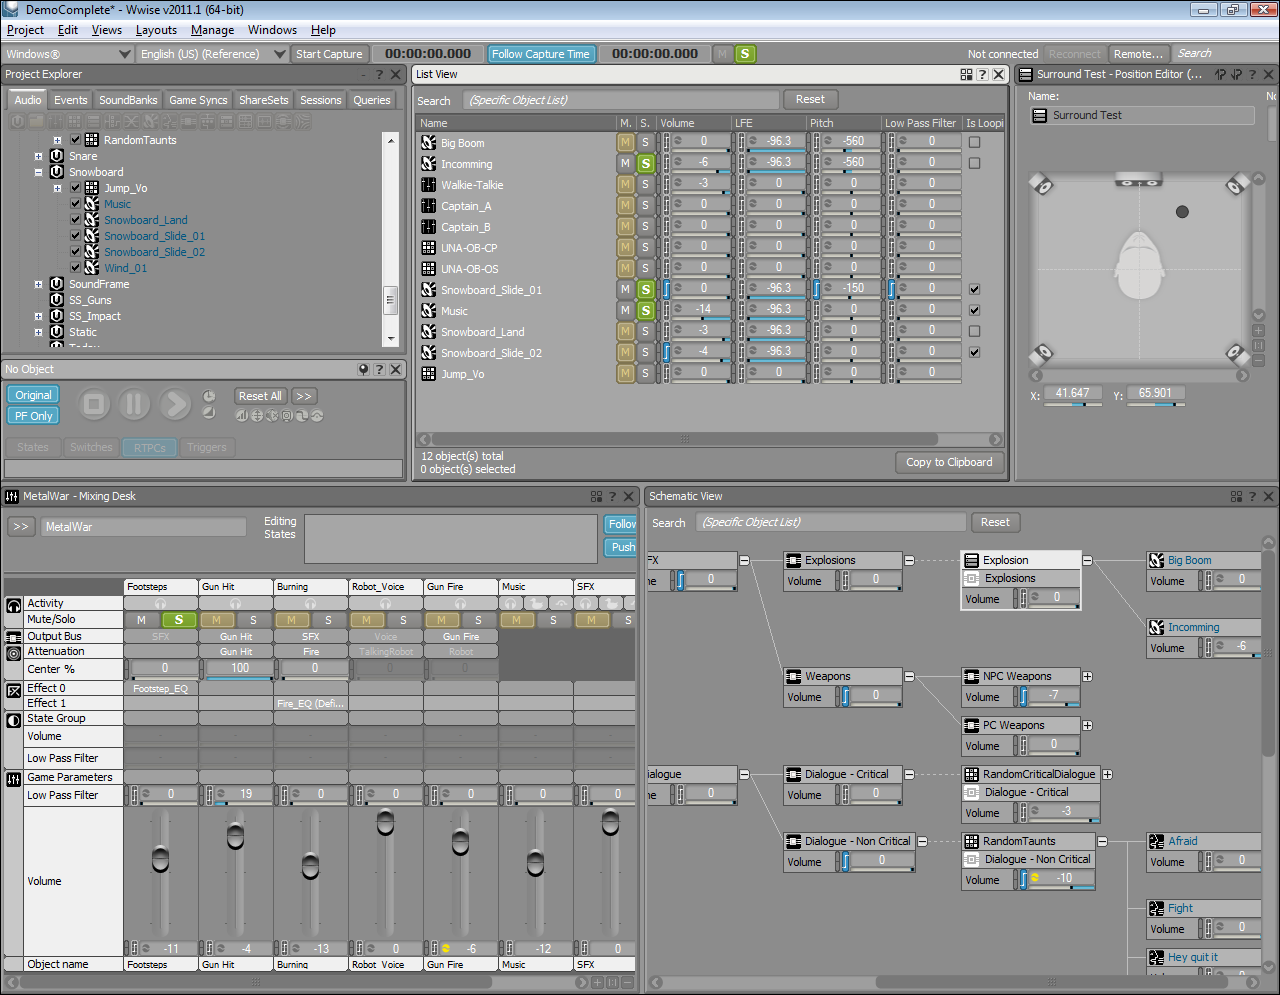 DemoComplete* - Wwise v2011.1 (64-bit)
Project Edit Views Layouts Manage Windows Help
Windows® English (US) (Reference) Start Capture 00:00:00.000 Follow Capture Time 00:00:00.000 M S Not connected Reconnect Remote... Search
Project Explorer
Audio Events SoundBanks Game Syncs ShareSets Sessions Queries
RandomTaunts
Snare
Snowboard
Jump_Vo
Music
Snowboard_Land
Snowboard_Slide_01
Snowboard_Slide_02
Wind_01
SoundFrame
SS_Guns
SS_Impact
Static
No Object
Original
PF Only
Reset All >>
States Switches RTPCs Triggers
List View
Search (Specific Object List) Reset
Name M. S. Volume LFE Pitch Low Pass Filter Is Loopi
Big Boom M S 0 -96.3 -560 0
Incomming M S -6 -96.3 -560 0
Walkie-Talkie M S -3 0 0 0
Captain_A M S 0 0 0 0
Captain_B M S 0 0 0 0
UNA-OB-CP M S 0 0 0 0
UNA-OB-OS M S 0 0 0 0
Snowboard_Slide_01 M S 0 -96.3 -150 0
Music M S -14 -96.3 0 0
Snowboard_Land M S -3 -96.3 0 0
Snowboard_Slide_02 M S -4 -96.3 0 0
Jump_Vo M S 0 0 0 0
12 object(s) total
0 object(s) selected
Copy to Clipboard
Surround Test - Position Editor (...
Name: No
Surround Test
X: 41.647 Y: 65.901
MetalWar - Mixing Desk
>> MetalWar
Editing
States
Follow
Push
Footsteps Gun Hit Burning Robot_Voice Gun Fire Music SFX
Activity
Mute/Solo M S M S M S M S M S M S M
Output Bus SFX Gun Hit SFX Voice Gun Fire
Attenuation Gun Hit Fire TalkingRobot Robot
Center % 0 100 0 0 0
Effect 0 Footstep_EQ
Effect 1 Fire_EQ (Defi...
State Group
Volume
Low Pass Filter
Game Parameters
Low Pass Filter 0 19 0 0 0 0 0
Volume
-11 -4 -13 0 -6 -12 0
Object name Footsteps Gun Hit Burning Robot_Voice Gun Fire Music SFX
Schematic View
Search (Specific Object List) Reset
FX
me 0
Explosions
Volume 0
Explosion
Explosions
Volume 0
Big Boom
Volume 0
Incomming
Volume -6
Weapons
Volume 0
NPC Weapons
Volume -7
PC Weapons
Volume 0
ialogue
me 0
Dialogue - Critical
Volume 0
RandomCriticalDialogue
Dialogue - Critical
Volume -3
Dialogue - Non Critical
Volume 0
RandomTaunts
Dialogue - Non Critical
Volume -10
Afraid
Volume 0
Fight
Volume 0
Hey quit it